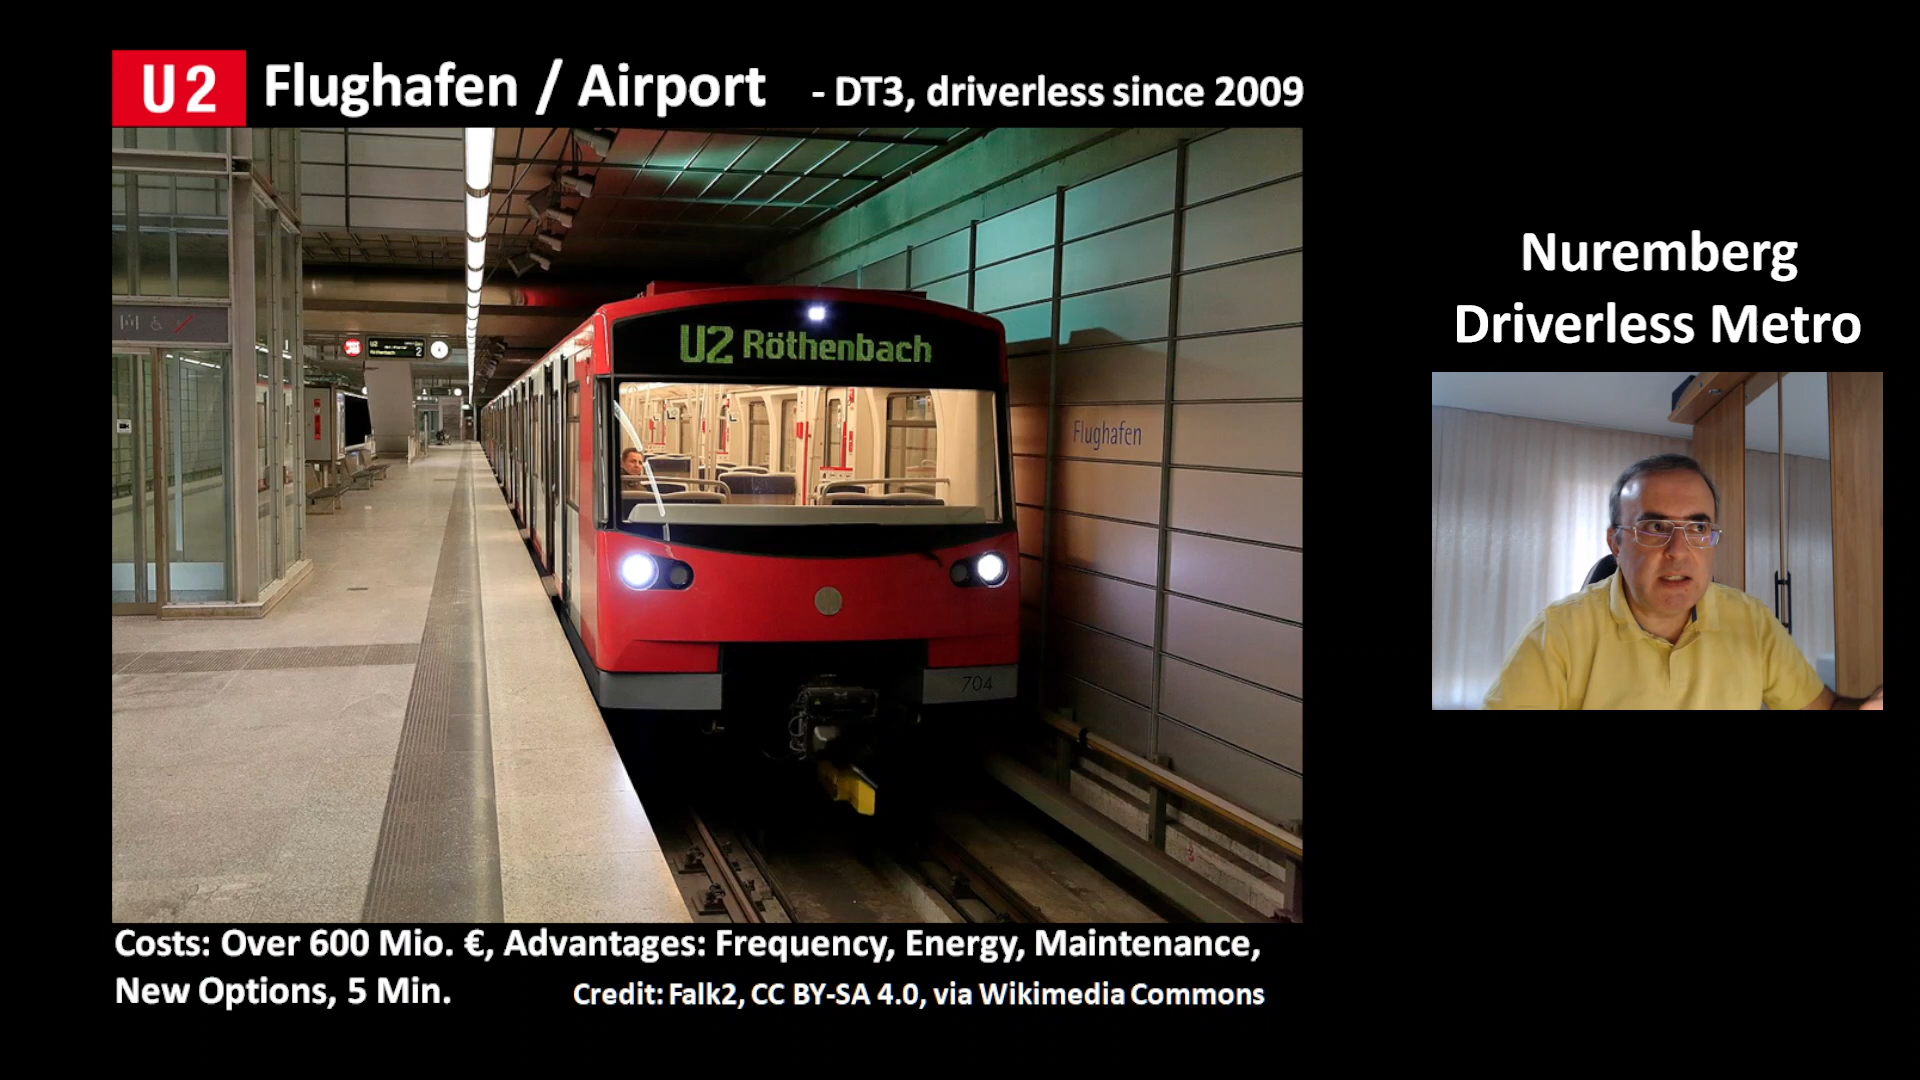 U2 Flughafen / Airport - DT3, driverless since 2009
Nuremberg
Driverless Metro
U2 Röthenbach
Flughafen
704
Costs: Over 600 Mio. €, Advantages: Frequency, Energy, Maintenance,
New Options, 5 Min.
Credit: Falk2, CC BY-SA 4.0, via Wikimedia Commons